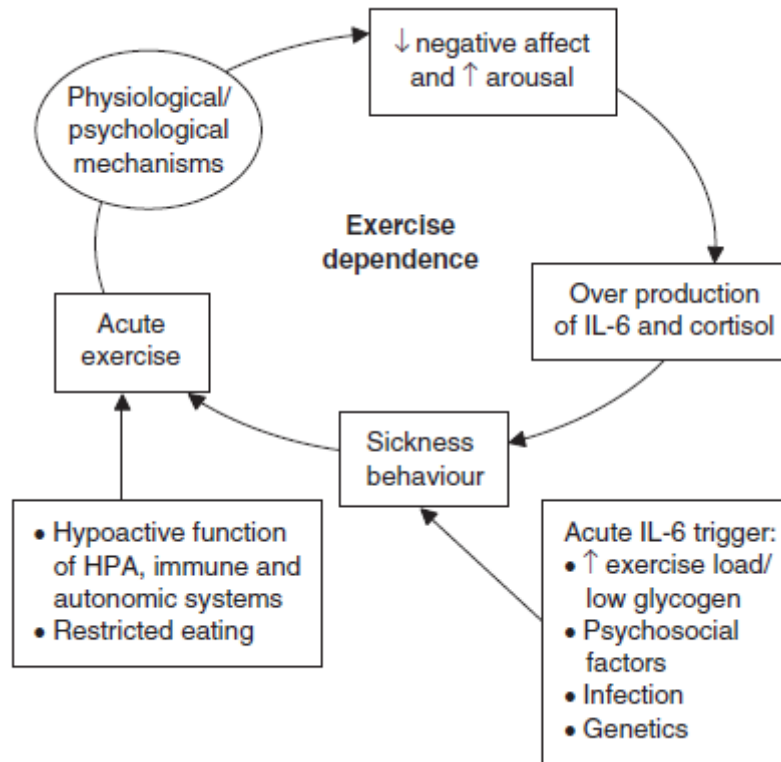 ↓ negative affect
and ↑ arousal
Physiological/
psychological
mechanisms
Exercise
dependence
Over production
of IL-6 and cortisol
Acute
exercise
Sickness
behaviour
• Hypoactive function
of HPA, immune and
autonomic systems
• Restricted eating
Acute IL-6 trigger:
• ↑ exercise load/
low glycogen
• Psychosocial
factors
• Infection
• Genetics